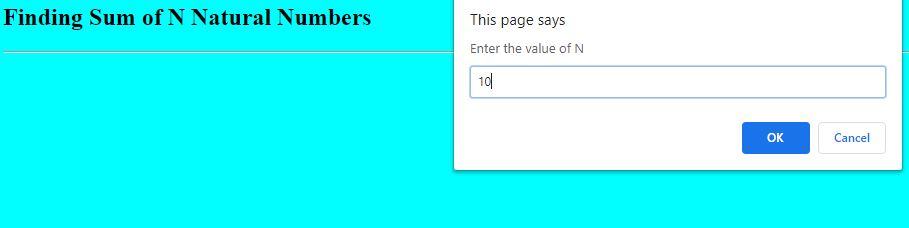 Finding Sum of N Natural Numbers
This page says
Enter the value of N
10
OK Cancel